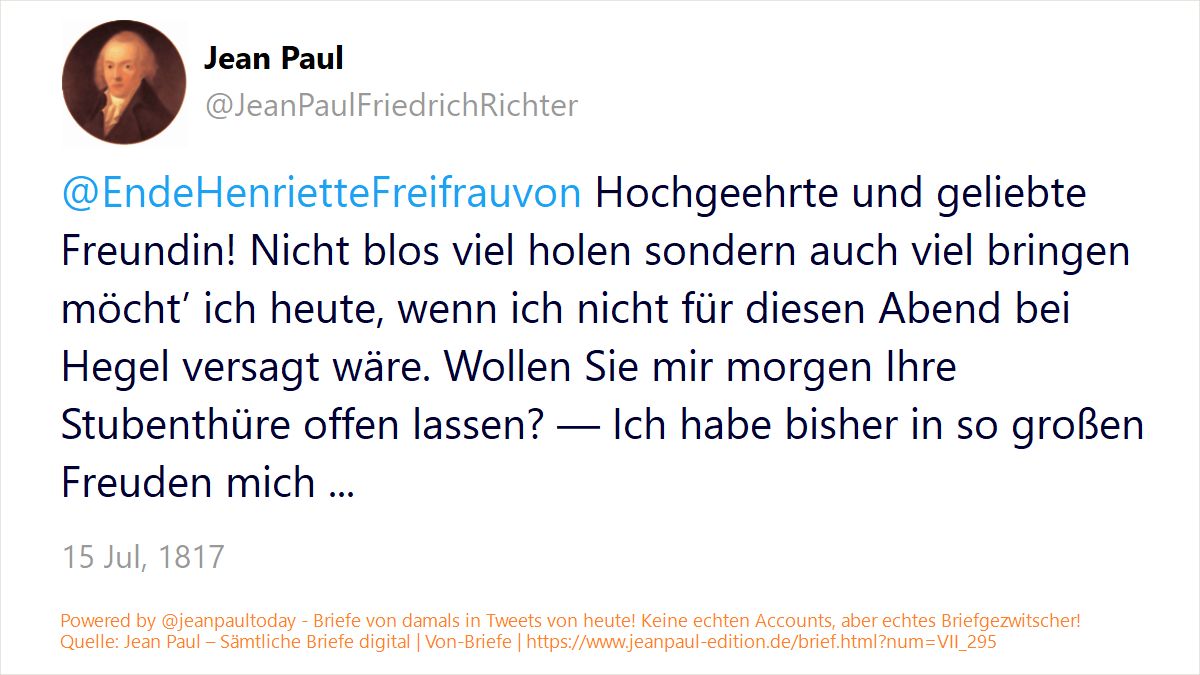 Jean Paul
@JeanPaulFriedrichRichter
@EndeHenrietteFreifrauvon Hochgeehrte und geliebte
Freundin! Nicht blos viel holen sondern auch viel bringen
möcht’ ich heute, wenn ich nicht für diesen Abend bei
Hegel versagt wäre. Wollen Sie mir morgen Ihre
Stubenthüre offen lassen? — Ich habe bisher in so großen
Freuden mich ...
15 Jul, 1817
Powered by @jeanpaultoday - Briefe von damals in Tweets von heute! Keine echten Accounts, aber echtes Briefgezwitscher!
Quelle: Jean Paul – Sämtliche Briefe digital | Von-Briefe | https://www.jeanpaul-edition.de/brief.html?num=VII_295